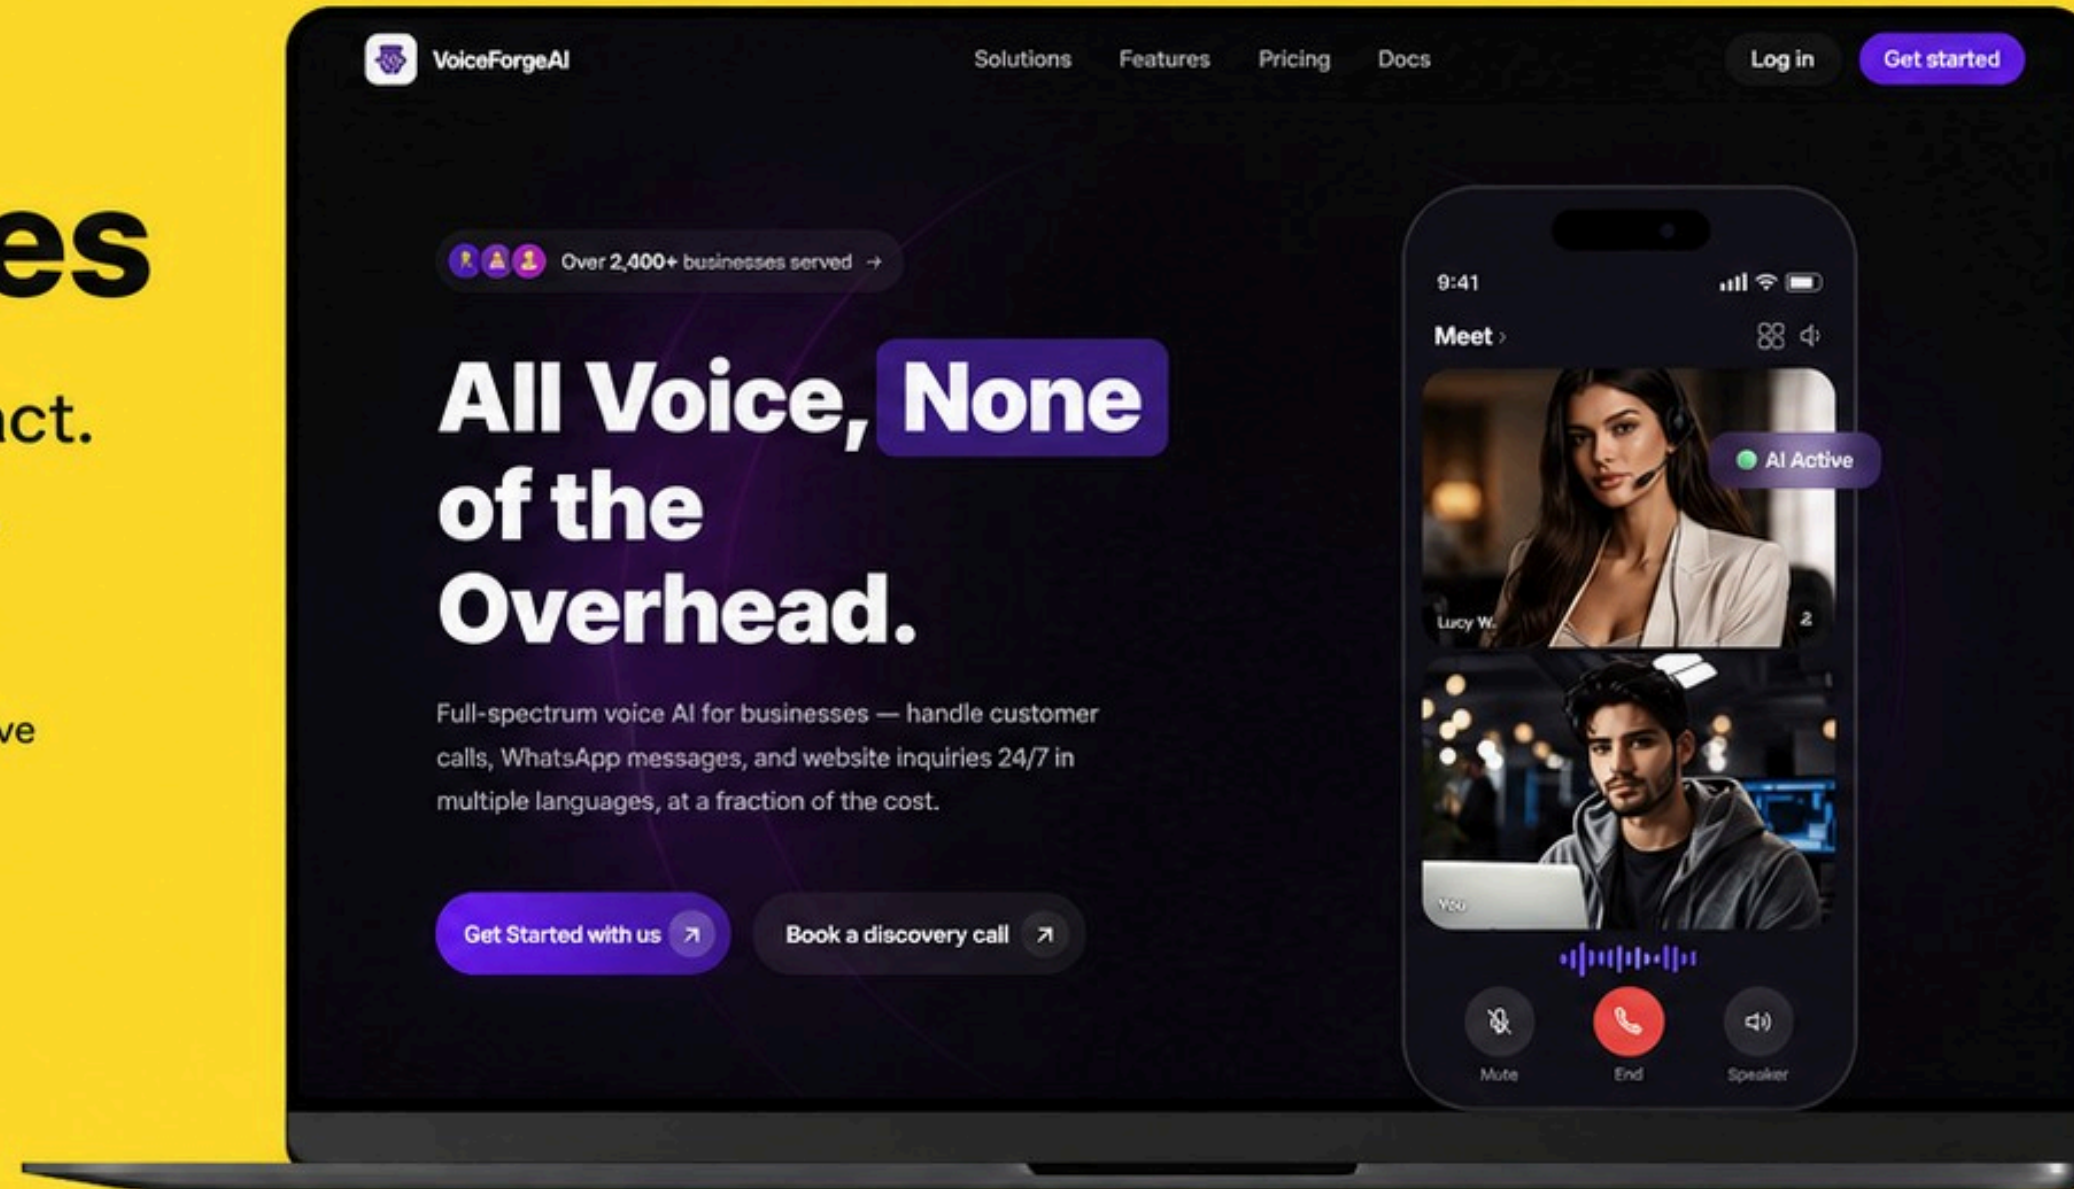 es
act.
ve
VoiceForgeAI
Solutions Features Pricing Docs
Log in
Get started
Over 2,400+ businesses served →
All Voice, None
of the
Overhead.
Full-spectrum voice AI for businesses — handle customer
calls, WhatsApp messages, and website inquiries 24/7 in
multiple languages, at a fraction of the cost.
Get Started with us
Book a discovery call
9:41
Meet ›
AI Active
Lucy W.
2
You
Mute
End
Speaker